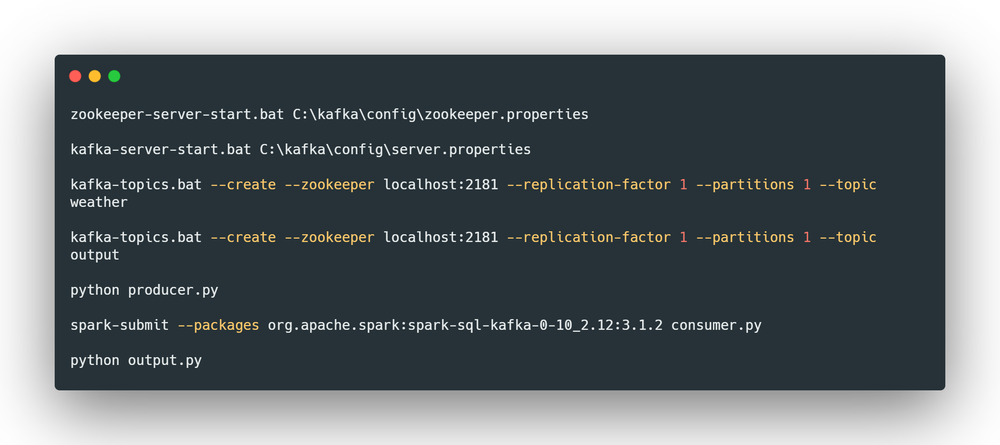 zookeeper-server-start.bat C:\kafka\config\zookeeper.properties
kafka-server-start.bat C:\kafka\config\server.properties
kafka-topics.bat --create --zookeeper localhost:2181 --replication-factor 1 --partitions 1 --topic
weather
kafka-topics.bat --create --zookeeper localhost:2181 --replication-factor 1 --partitions 1 --topic
output
python producer.py
spark-submit --packages org.apache.spark:spark-sql-kafka-0-10_2.12:3.1.2 consumer.py
python output.py